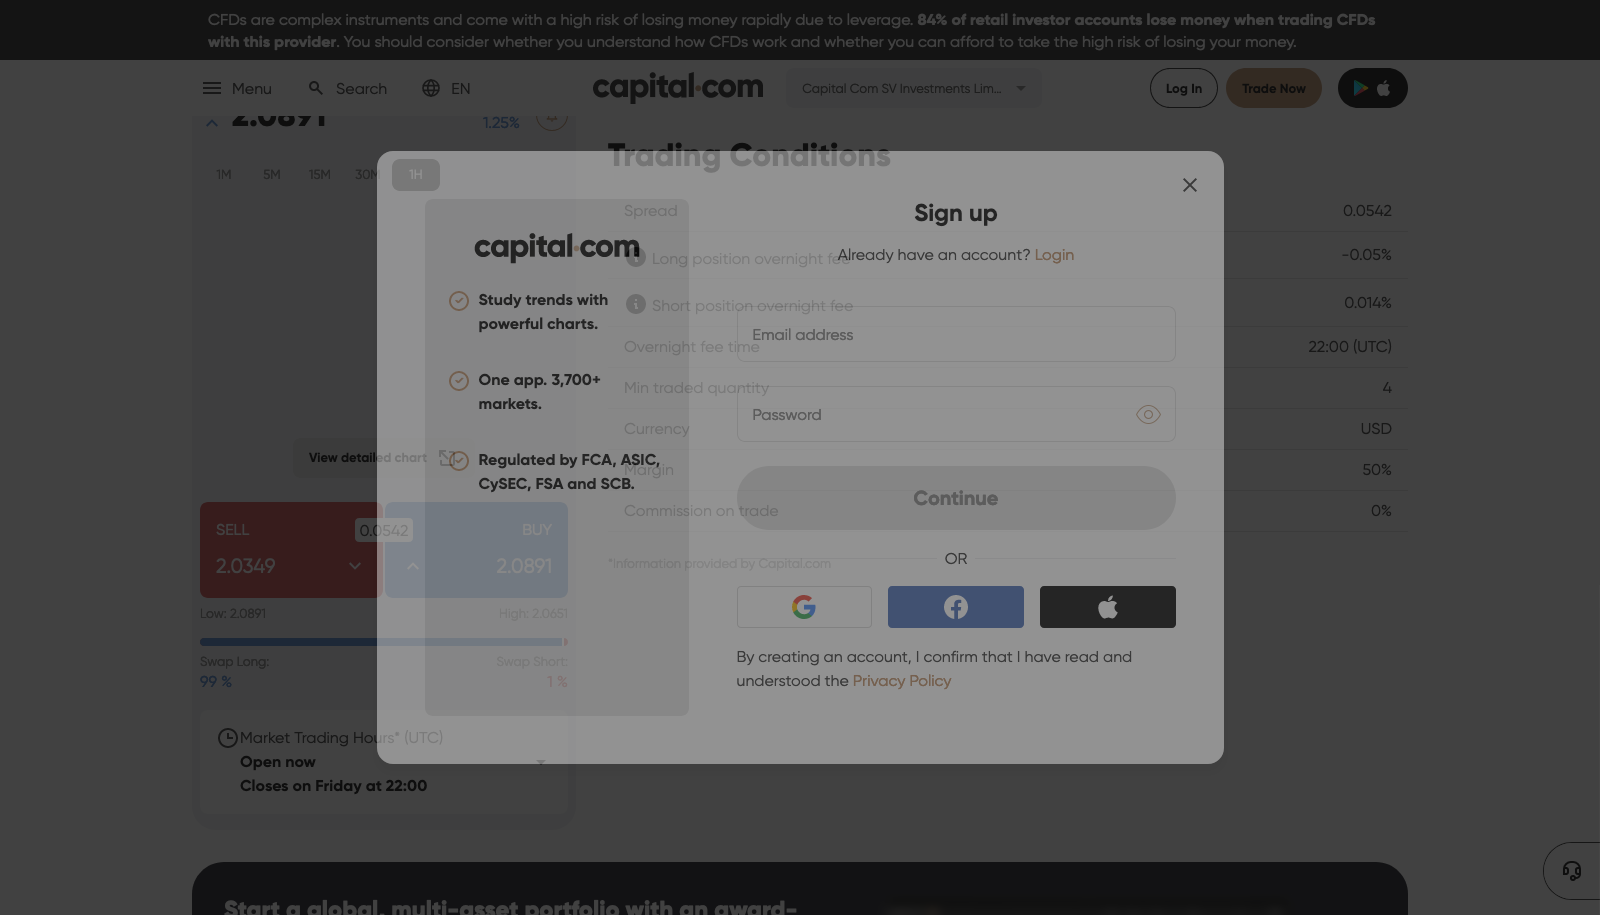 CFDs are complex instruments and come with a high risk of losing money rapidly due to leverage. 84% of retail investor accounts lose money when trading CFDs
with this provider. You should consider whether you understand how CFDs work and whether you can afford to take the high risk of losing your money.
Menu
Search
EN
capital.com
Capital Com SV Investments Lim...
Log In
Trade Now
2.0891
1.25%
1M
5M
15M
30M
1H
View detailed chart
SELL
2.0349
0.0542
BUY
2.0891
Low: 2.0891
High: 2.0651
Swap Long:
Swap Short:
99 %
1 %
Market Trading Hours* (UTC)
Open now
Closes on Friday at 22:00
Trading Conditions
Spread
0.0542
Long position overnight fee
-0.05%
Short position overnight fee
0.014%
Overnight fee time
22:00 (UTC)
Min traded quantity
4
Currency
USD
Margin
50%
Commission on trade
0%
*Information provided by Capital.com
capital.com
Study trends with
powerful charts.
One app. 3,700+
markets.
Regulated by FCA, ASIC,
CySEC, FSA and SCB.
Sign up
Already have an account? Login
Email address
Password
Continue
OR
By creating an account, I confirm that I have read and
understood the Privacy Policy
Start a global, multi-asset portfolio with an award-